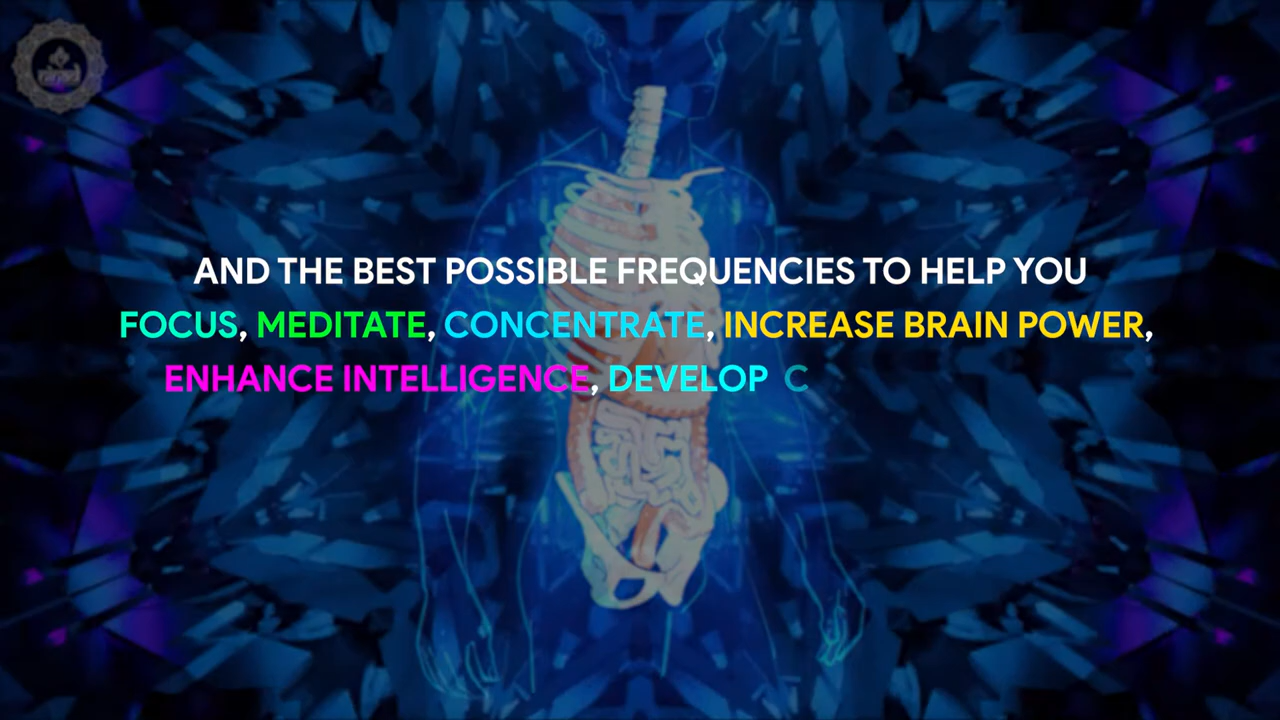 AND THE BEST POSSIBLE FREQUENCIES TO HELP YOU
FOCUS, MEDITATE, CONCENTRATE, INCREASE BRAIN POWER,
ENHANCE INTELLIGENCE, DEVELOP C